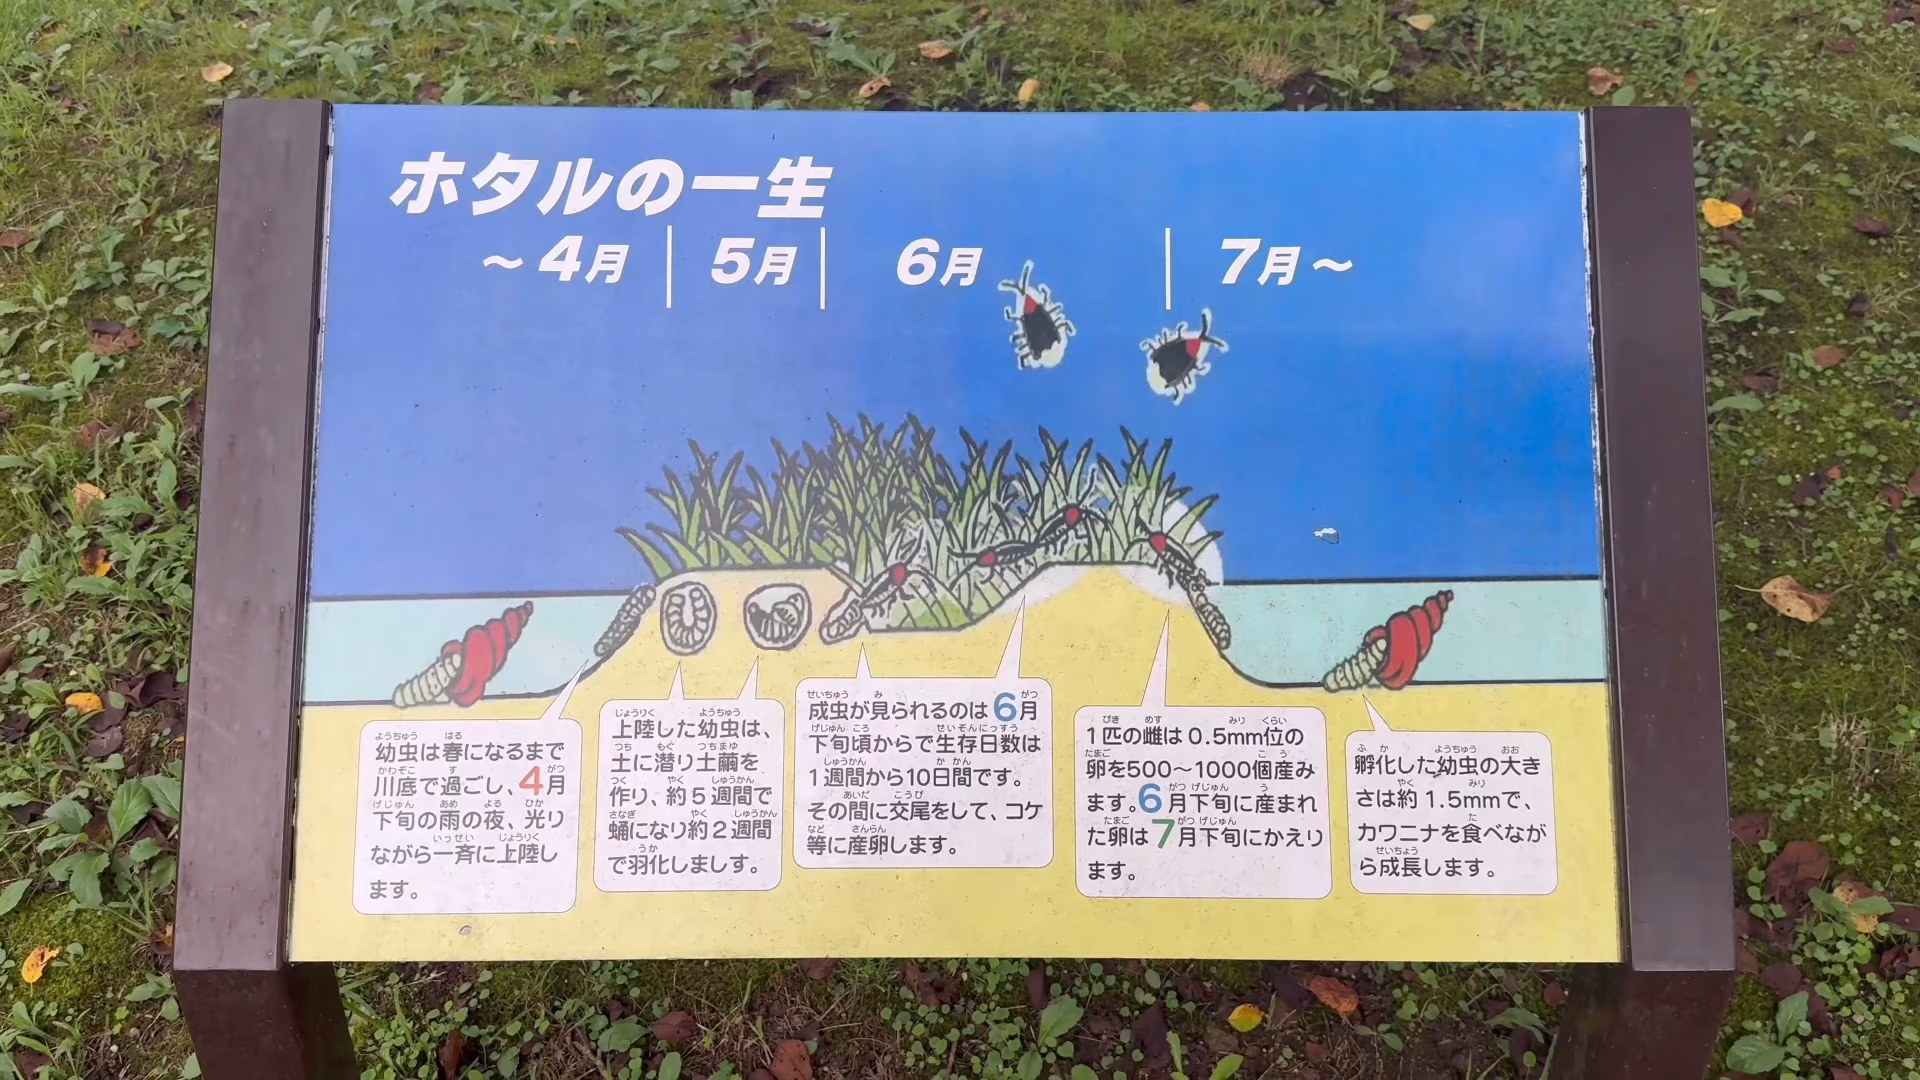 ホタルの一生
～4月
5月
6月
7月～
幼虫は春になるまで
川底で過ごし、4月
下旬の雨の夜、光り
ながら一斉に上陸し
ます。
上陸した幼虫は、
土に潜り土繭を
作り、約5週間で
蛹になり約2週間
で羽化しましす。
成虫が見られるのは6月
下旬頃からで生存日数は
1週間から10日間です。
その間に交尾をして、コケ
等に産卵します。
1匹の雌は0.5mm位の
卵を500～1000個産み
ます。6月下旬に産まれ
た卵は7月下旬にかえり
ます。
孵化した幼虫の大き
さは約1.5mmで、
カワニナを食べなが
ら成長します。